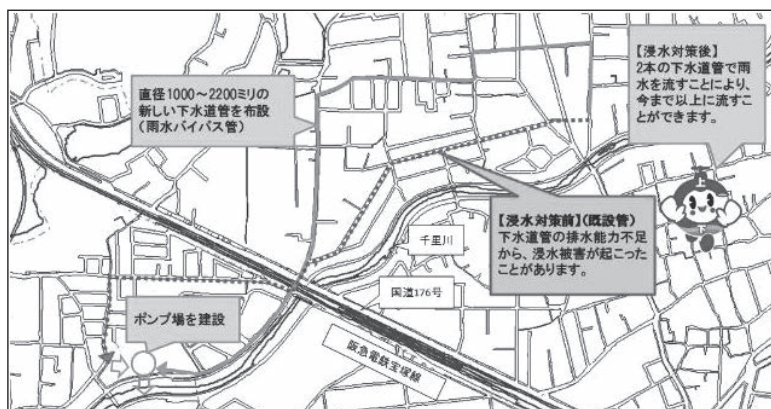 【浸水対策後】
2本の下水道管で雨
水を流すことにより、
今まで以上に流すこ
とができます。
直径1000～2200ミリの
新しい下水道管を布設
(雨水バイパス管)
上
下
【浸水対策前】(既設管)
下水道管の排水能力不足
から、浸水被害が起こった
ことがあります。
千里川
国道176号
ポンプ場を建設
阪急電鉄宝塚線